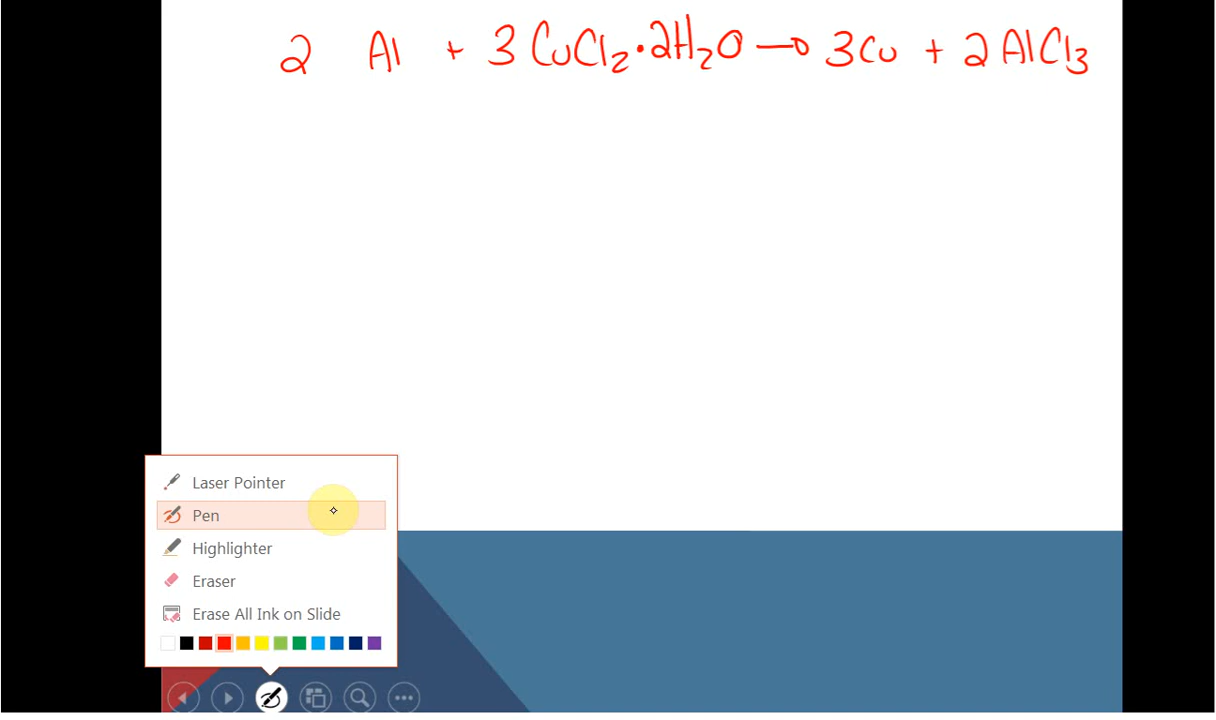 2 Al + 3 CuCl₂•2H₂O → 3Cu + 2 AlCl₃
Laser Pointer
Pen
Highlighter
Eraser
Erase All Ink on Slide